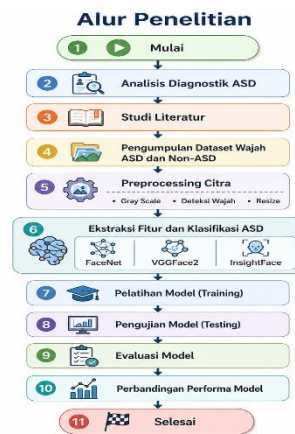 Alur Penelitian
1 Mulai
2 Analisis Diagnostik ASD
3 Studi Literatur
4 Pengumpulan Dataset Wajah
ASD dan Non-ASD
5 Preprocessing Citra
• Gray Scale • Deteksi Wajah • Resize
6 Ekstraksi Fitur dan Klasifikasi ASD
FaceNet VGGFace2 InsightFace
7 Pelatihan Model (Training)
8 Pengujian Model (Testing)
9 Evaluasi Model
10 Perbandingan Performa Model
11 Selesai